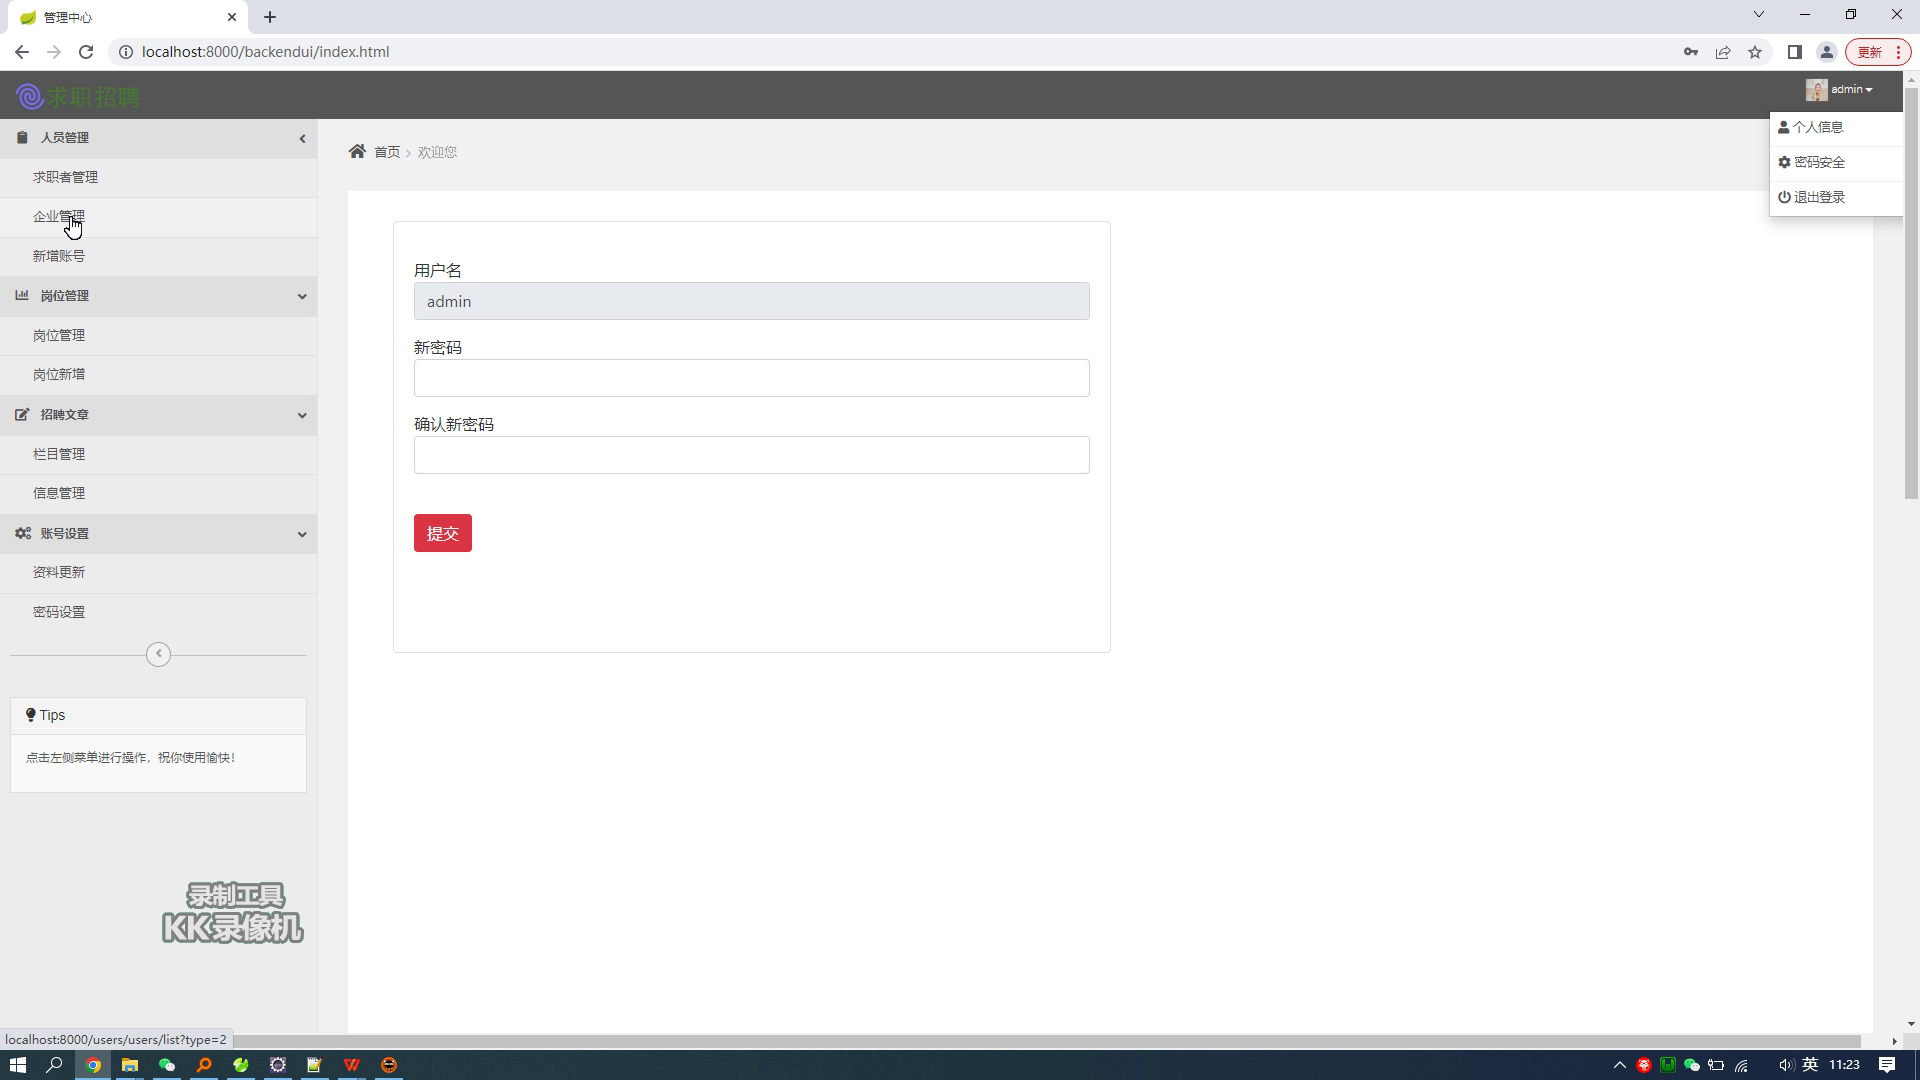 管理中心
localhost:8000/backendui/index.html
更新
求职招聘
admin
人员管理
求职者管理
企业管理
新增账号
岗位管理
岗位管理
岗位新增
招聘文章
栏目管理
信息管理
账号设置
资料更新
密码设置
Tips
点击左侧菜单进行操作，祝你使用愉快！
首页 > 欢迎您
个人信息
密码安全
退出登录
用户名
admin
新密码
确认新密码
提交
录制工具
KK录像机
localhost:8000/users/users/list?type=2
英
11:23